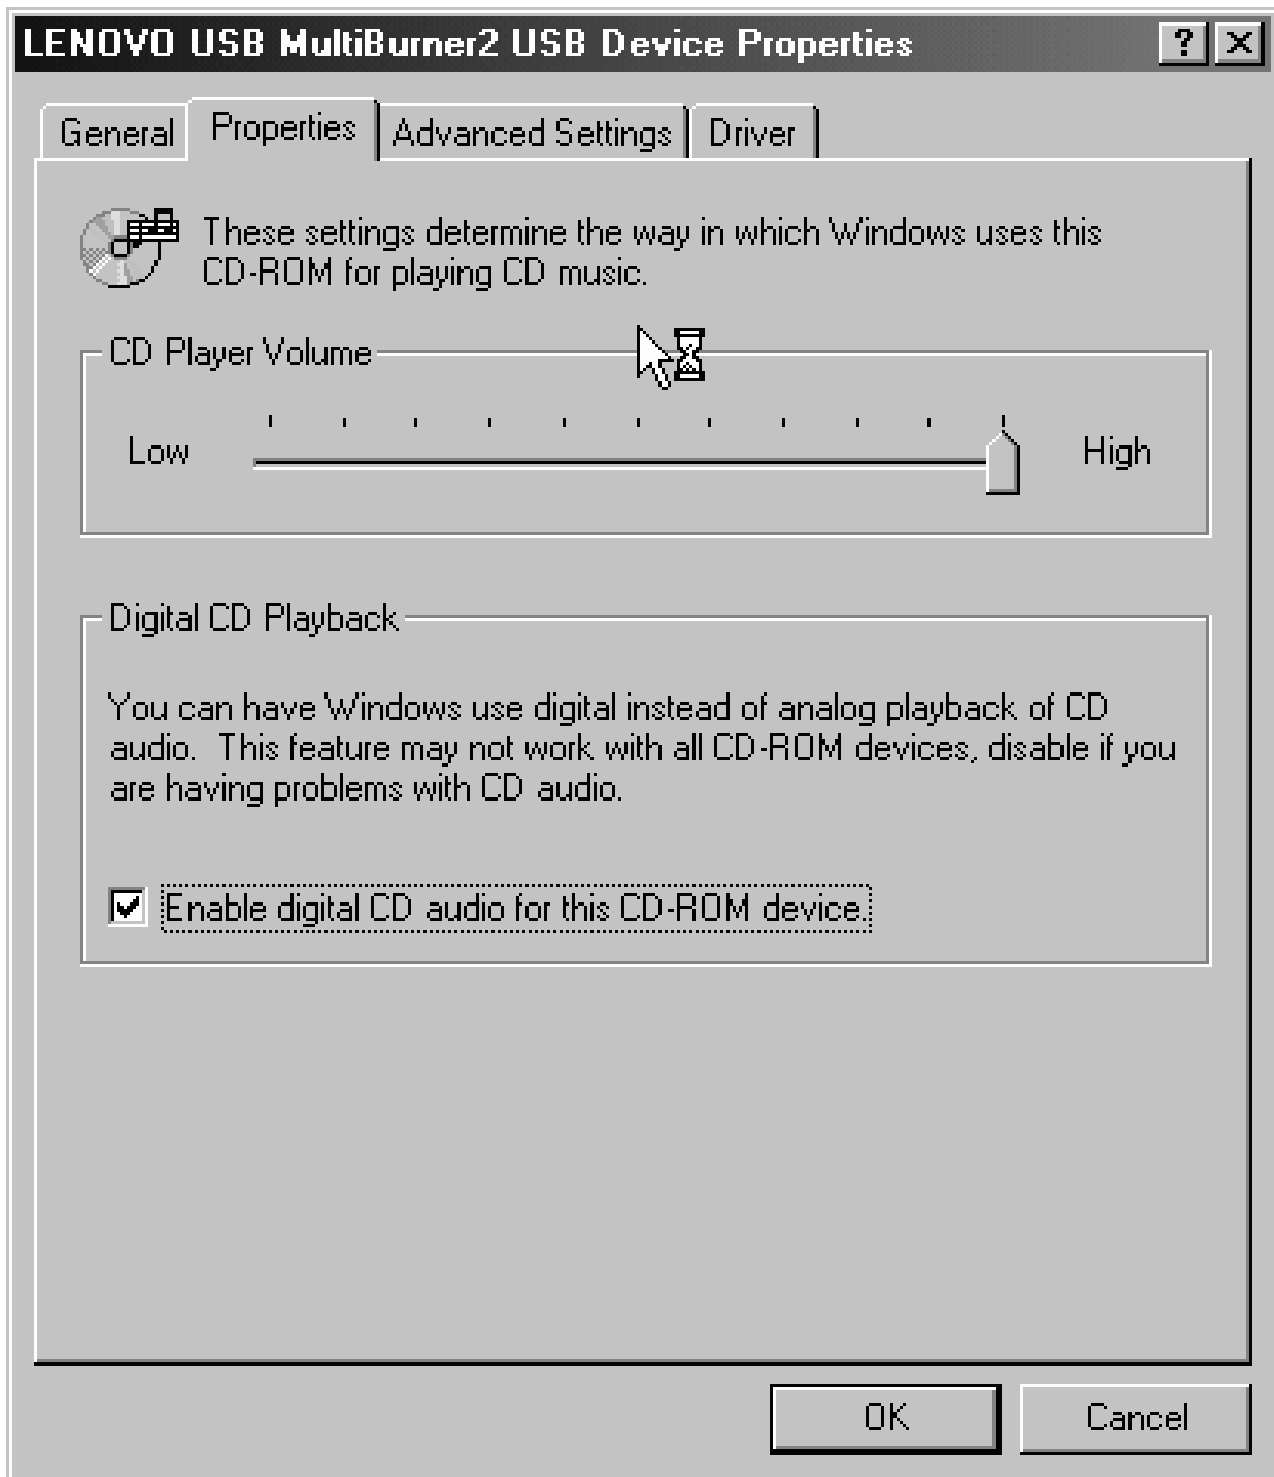 LENOVO USB MultiBurner2 USB Device Properties
General Properties Advanced Settings Driver
These settings determine the way in which Windows uses this
CD-ROM for playing CD music.
CD Player Volume
Low High
Digital CD Playback
You can have Windows use digital instead of analog playback of CD
audio.  This feature may not work with all CD-ROM devices, disable if you
are having problems with CD audio.
Enable digital CD audio for this CD-ROM device.
OK Cancel